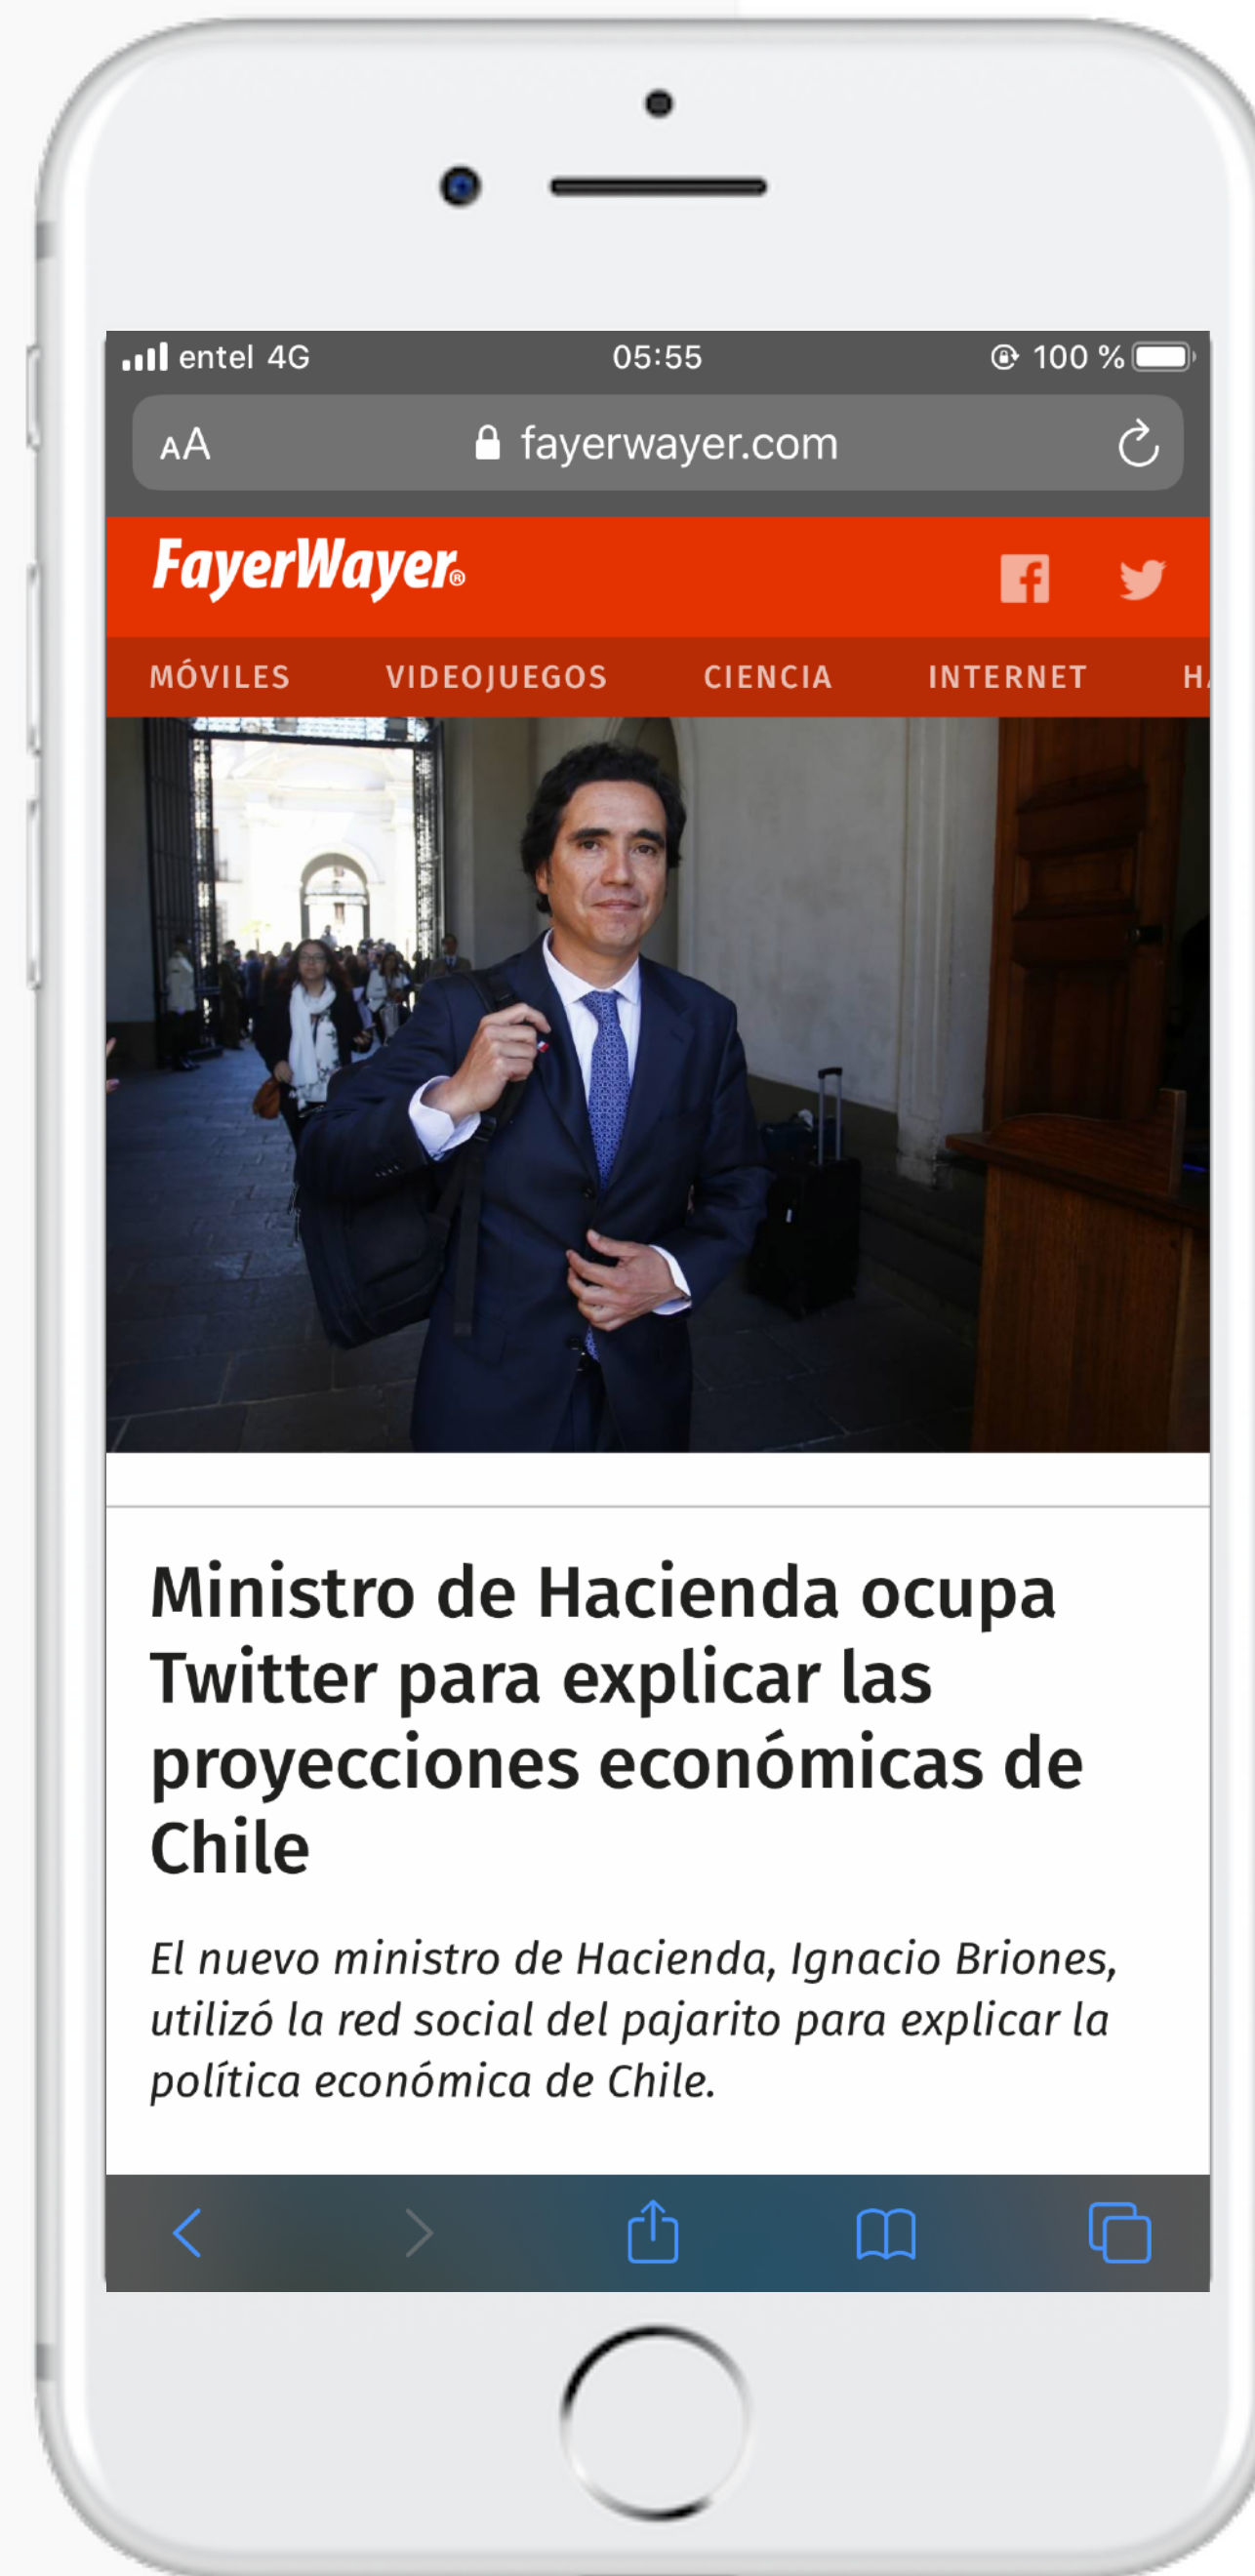 entel 4G 05:55 100 %
AA fayerwayer.com
FayerWayer®
MÓVILES VIDEOJUEGOS CIENCIA INTERNET
Ministro de Hacienda ocupa
Twitter para explicar las
proyecciones económicas de
Chile
El nuevo ministro de Hacienda, Ignacio Briones,
utilizó la red social del pajarito para explicar la
política económica de Chile.